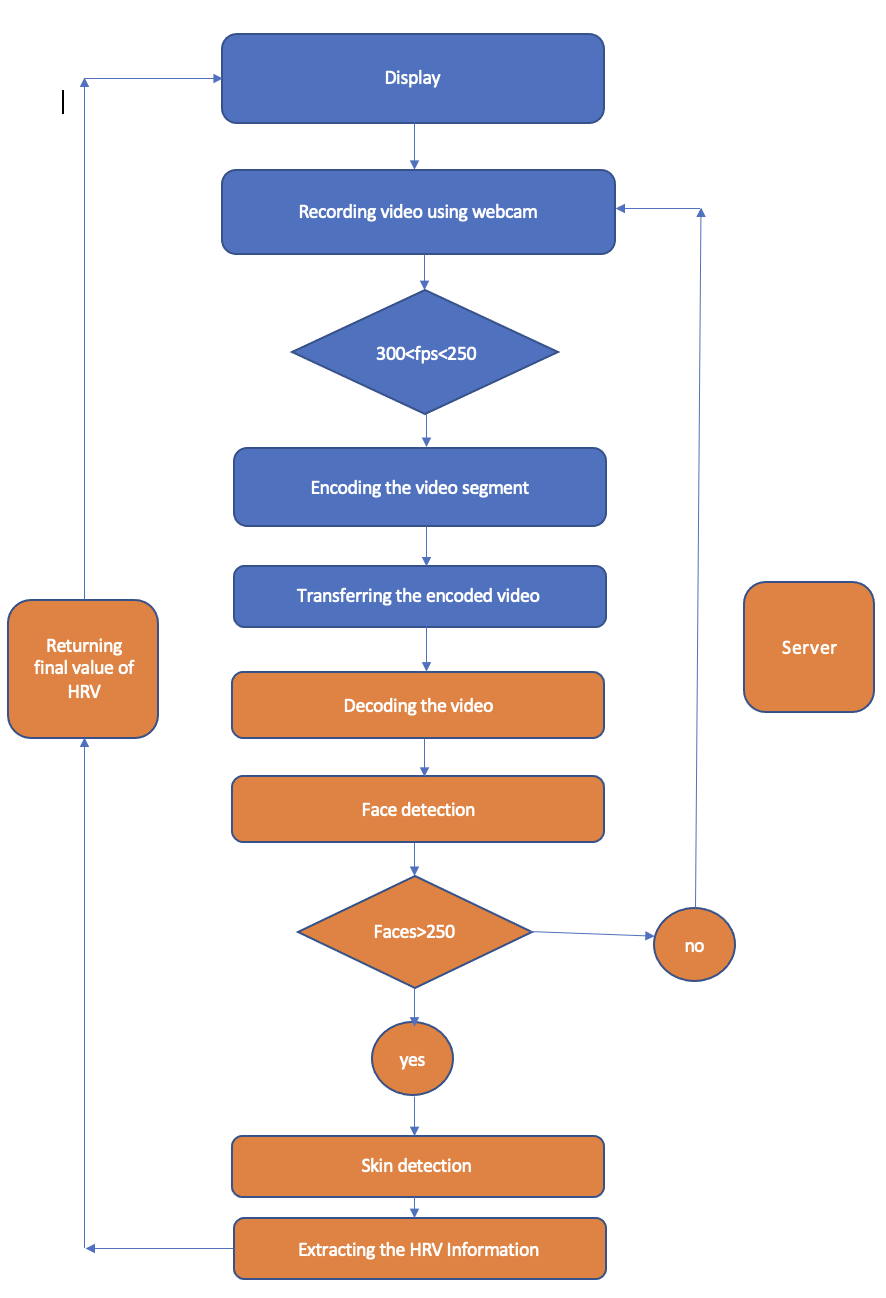 Display
Recording video using webcam
300<fps<250
Encoding the video segment
Transferring the encoded video
Returning
final value of
HRV
Server
Decoding the video
Face detection
Faces>250
no
yes
Skin detection
Extracting the HRV Information